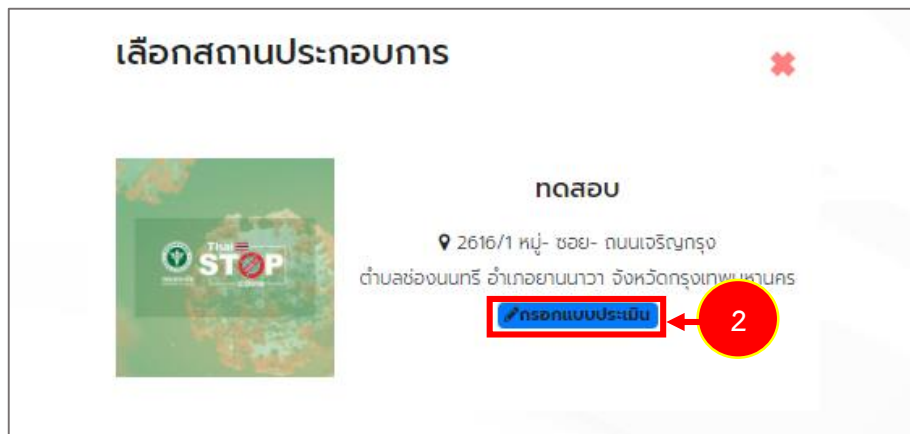 เลือกสถานประกอบการ
ทดสอบ
2616/1 หมู่- ซอย- ถนนเจริญกรุง
ตำบลช่องนนทรี อำเภอยานนาวา จังหวัดกรุงเทพมหานคร
กรอกแบบประเมิน
2
Thai
STOP